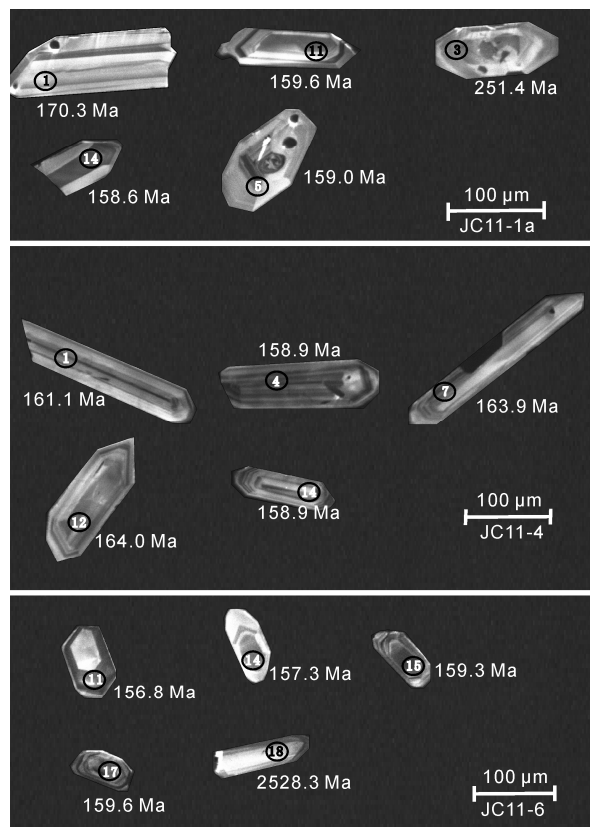 1
11
3
170.3 Ma
159.6 Ma
251.4 Ma
14
5
158.6 Ma
159.0 Ma
100 µm
JC11-1a
1
158.9 Ma
4
7
161.1 Ma
163.9 Ma
12
14
164.0 Ma
158.9 Ma
100 µm
JC11-4
11
14
15
156.8 Ma
157.3 Ma
159.3 Ma
17
18
159.6 Ma
2528.3 Ma
100 µm
JC11-6